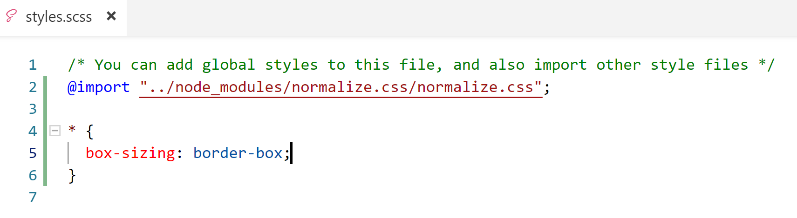 styles.scss ×
1 /* You can add global styles to this file, and also import other style files */
2 @import "../node_modules/normalize.css/normalize.css";
3
4 * {
5 box-sizing: border-box;
6 }
7